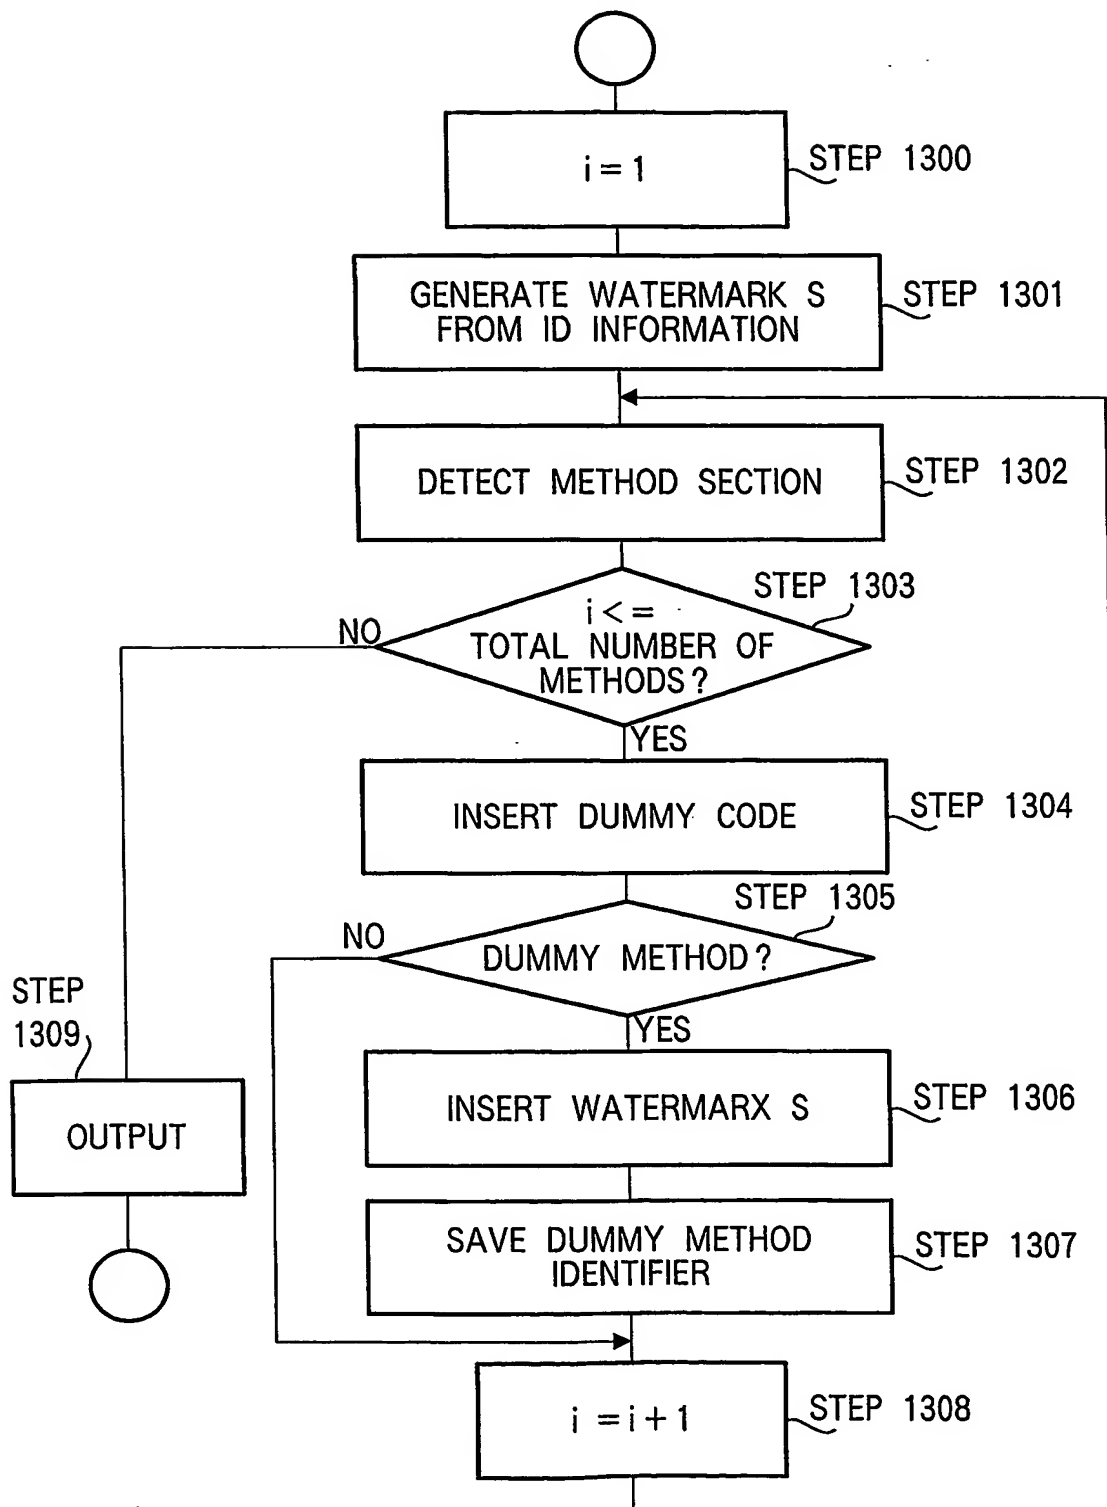 i = 1
STEP 1300
GENERATE WATERMARK S
FROM ID INFORMATION
STEP 1301
DETECT METHOD SECTION
STEP 1302
STEP 1303
i < =
TOTAL NUMBER OF
METHODS?
NO
YES
INSERT DUMMY CODE
STEP 1304
STEP 1305
DUMMY METHOD?
NO
YES
STEP
1309
OUTPUT
INSERT WATERMARX S
STEP 1306
SAVE DUMMY METHOD
IDENTIFIER
STEP 1307
i = i + 1
STEP 1308